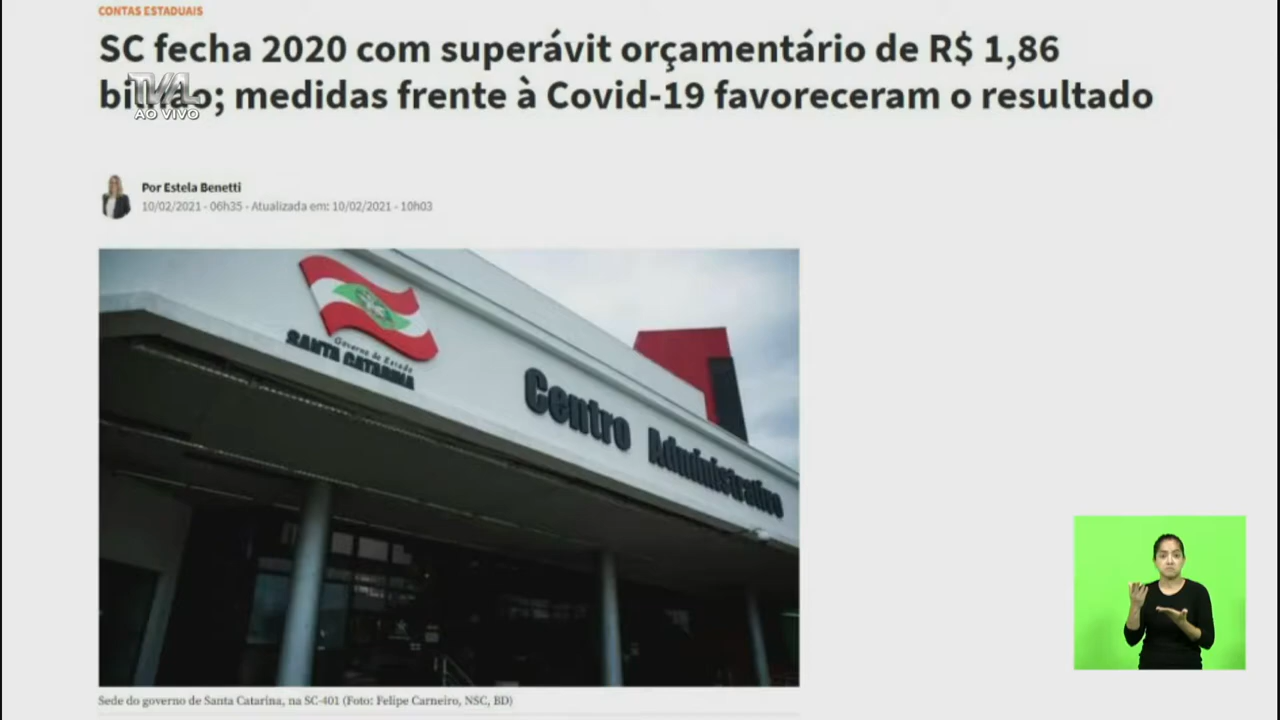 CONTAS ESTADUAIS
SC fecha 2020 com superávit orçamentário de R$ 1,86
bilhão; medidas frente à Covid-19 favoreceram o resultado
TVAL
AO VIVO
Por Estela Benetti
10/02/2021 - 06h35 - Atualizada em: 10/02/2021 - 10h03
Governo do Estado
SANTA CATARINA
Centro Administrativo
Sede do governo de Santa Catarina, na SC-401 (Foto: Felipe Carneiro, NSC, BD)